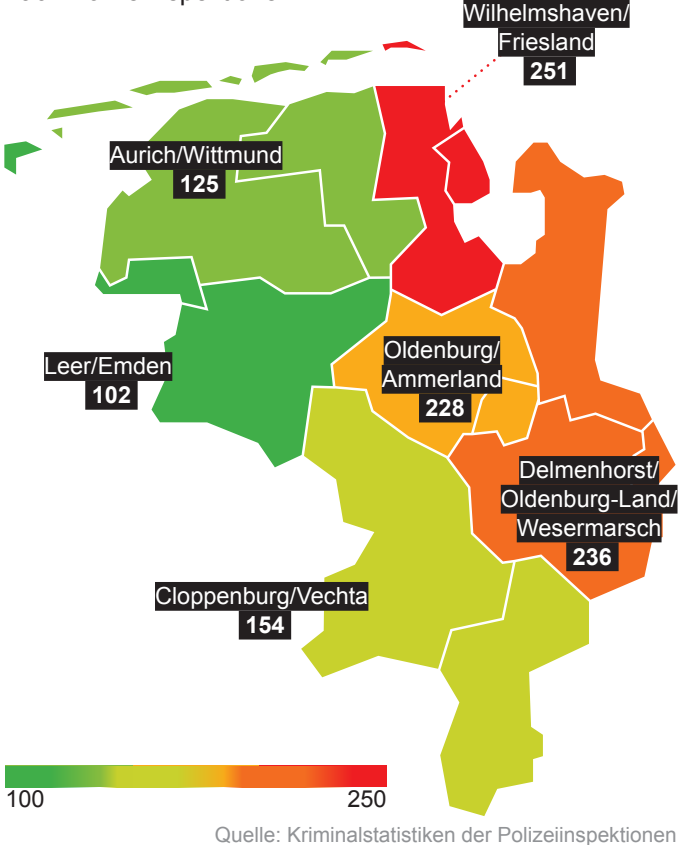 Wilhelmshaven/
Friesland
251
Aurich/Wittmund
125
Leer/Emden
102
Oldenburg/
Ammerland
228
Delmenhorst/
Oldenburg-Land/
Wesermarsch
236
Cloppenburg/Vechta
154
100
250
Quelle: Kriminalstatistiken der Polizeiinspektionen